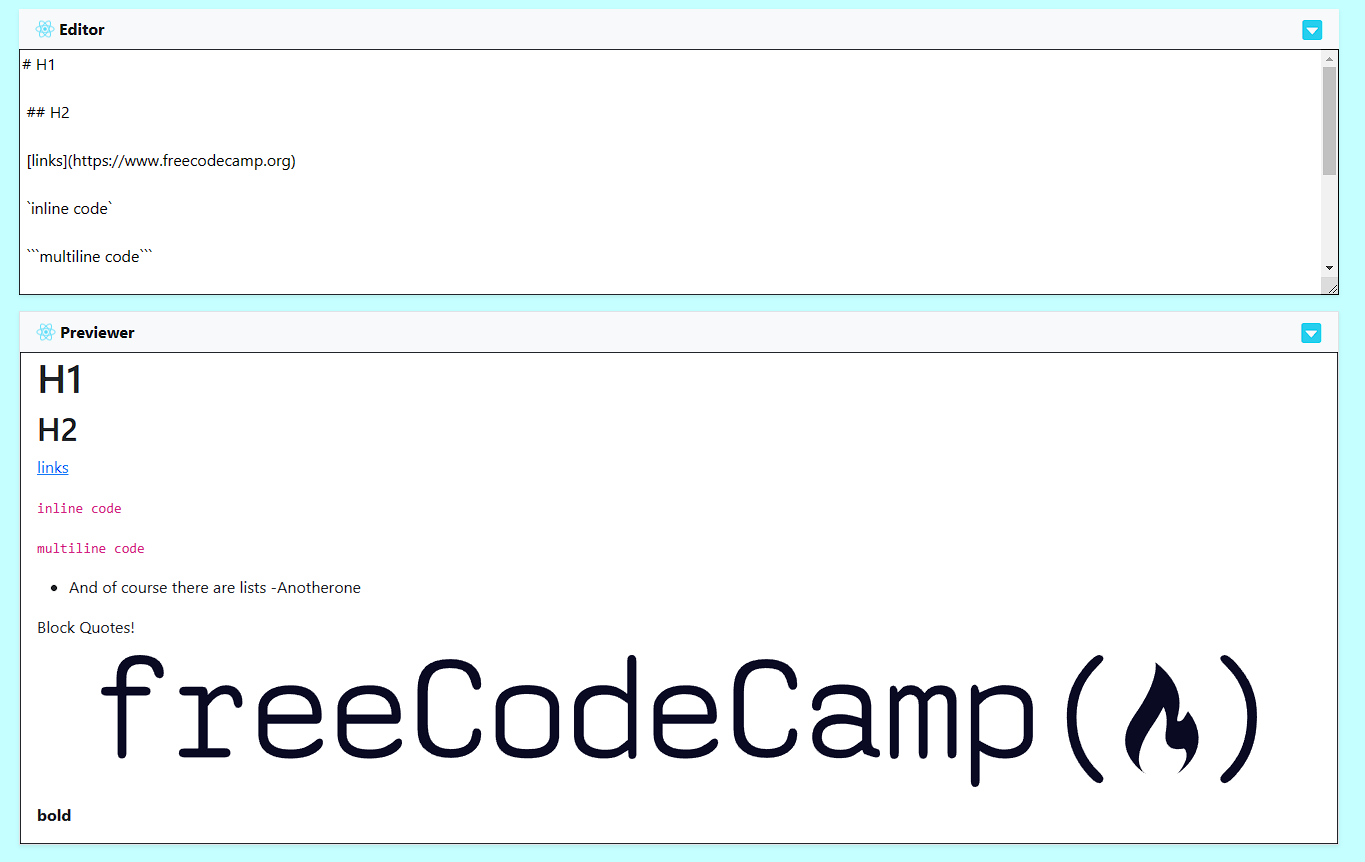 Editor
# H1
## H2
[links](https://www.freecodecamp.org)
`inline code`
```multiline code```
Previewer
H1
H2
links
inline code
multiline code
• And of course there are lists -Anotherone
Block Quotes!
freeCodeCamp( )
bold